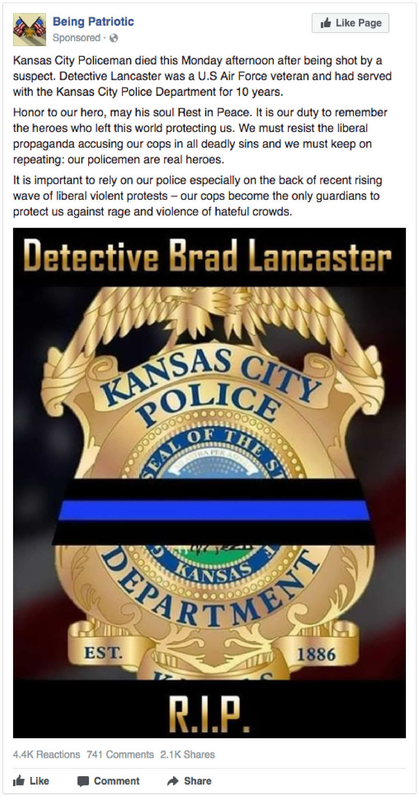 Being Patriotic
Like Page
Sponsored ·
Kansas City Policeman died this Monday afternoon after being shot by a
suspect. Detective Lancaster was a U.S Air Force veteran and had served
with the Kansas City Police Department for 10 years.
Honor to our hero, may his soul Rest in Peace. It is our duty to remember
the heroes who left this world protecting us. We must resist the liberal
propaganda accusing our cops in all deadly sins and we must keep on
repeating: our policemen are real heroes.
It is important to rely on our police especially on the back of recent rising
wave of liberal violent protests – our cops become the only guardians to
protect us against rage and violence of hateful crowds.
Detective Brad Lancaster
KANSAS CITY
POLICE
SEAL OF THE
KANSAS
DEPARTMENT
EST. 1886
R.I.P.
4.4K Reactions 741 Comments 2.1K Shares
Like Comment Share